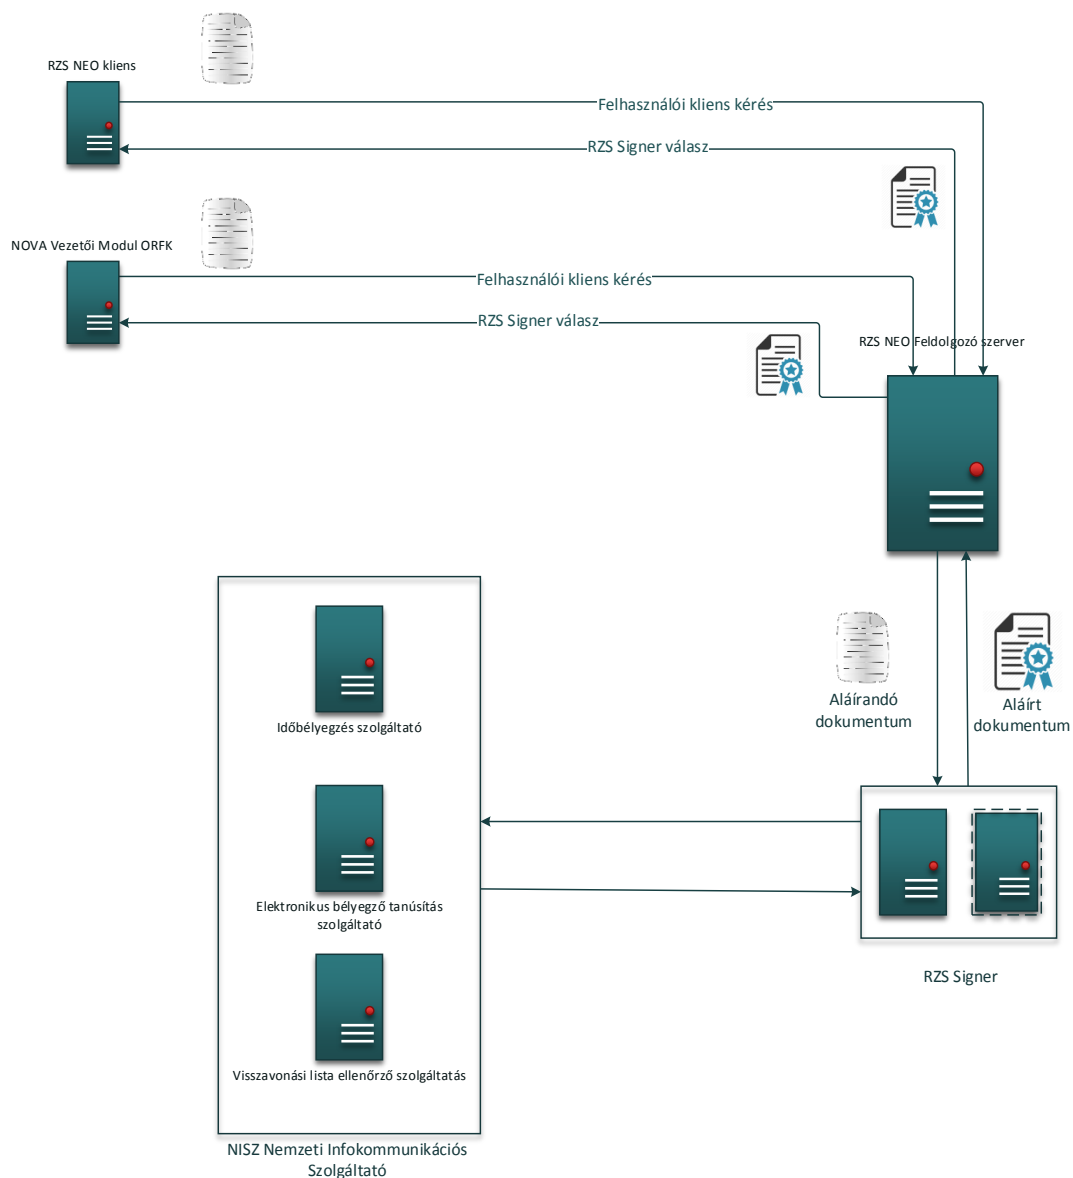 RZS NEO kliens
Felhasználói kliens kérés
RZS Signer válasz
NOVA Vezetői Modul ORFK
Felhasználói kliens kérés
RZS Signer válasz
RZS NEO Feldolgozó szerver
Aláírandó
dokumentum
Aláírt
dokumentum
Időbélyegzés szolgáltató
Elektronikus bélyegző tanúsítás
szolgáltató
RZS Signer
Visszavonási lista ellenőrző szolgáltatás
NISZ Nemzeti Infokommunikációs
Szolgáltató